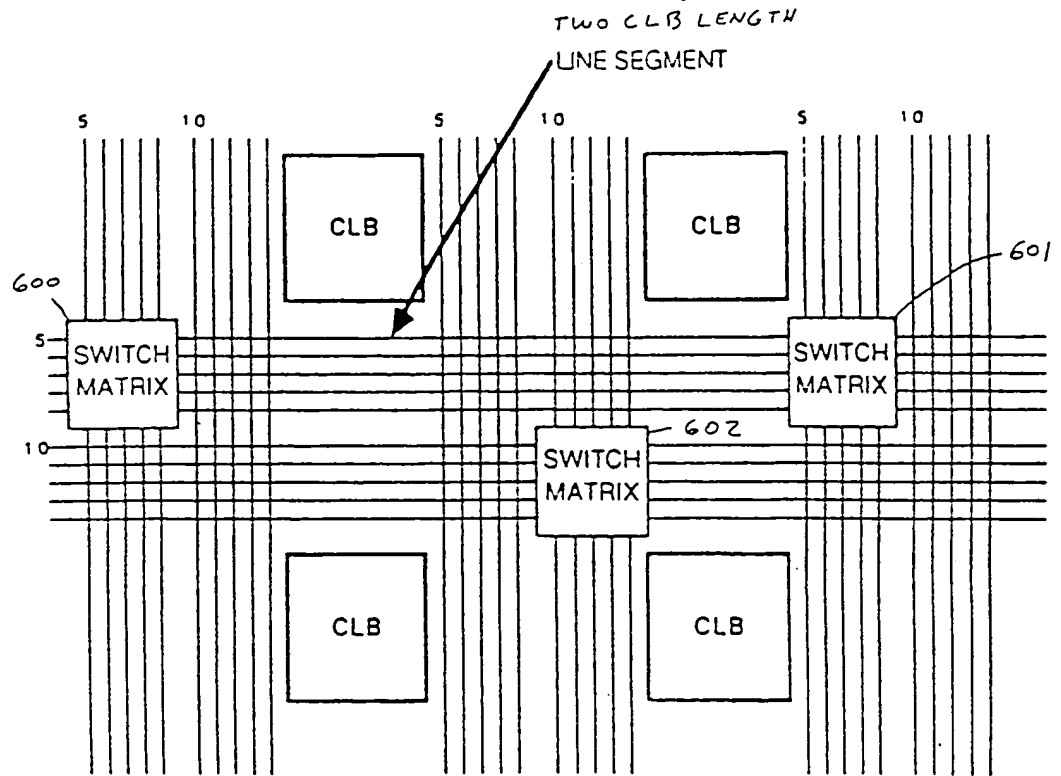 TWO CLB LENGTH
LINE SEGMENT
5 10 5 10 5 10
CLB CLB
600 601
5
SWITCH MATRIX
SWITCH MATRIX
10
602
SWITCH MATRIX
CLB CLB